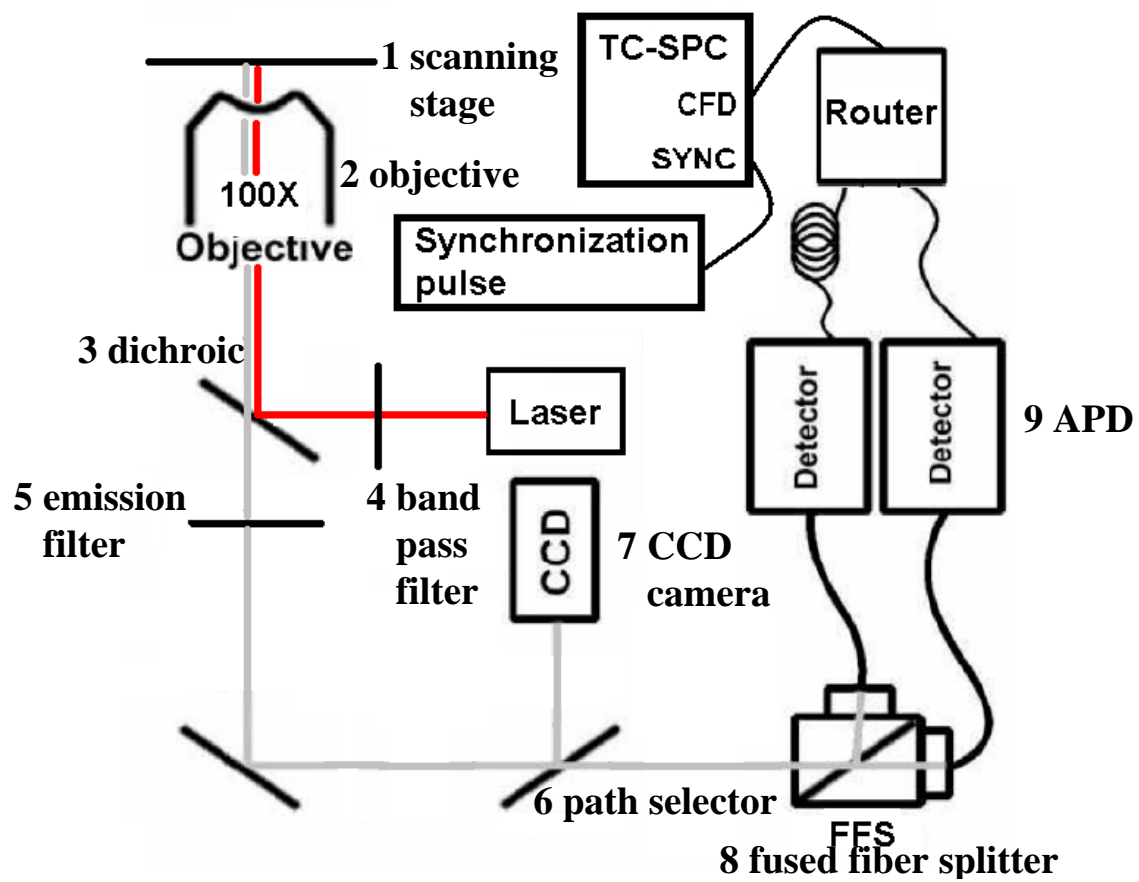 1 scanning
stage
TC-SPC
CFD
SYNC
Router
100X
2 objective
Objective
Synchronization
pulse
3 dichroic
Laser
Detector
Detector
9 APD
5 emission
filter
4 band
pass
filter
CCD
7 CCD
camera
6 path selector
FFS
8 fused fiber splitter